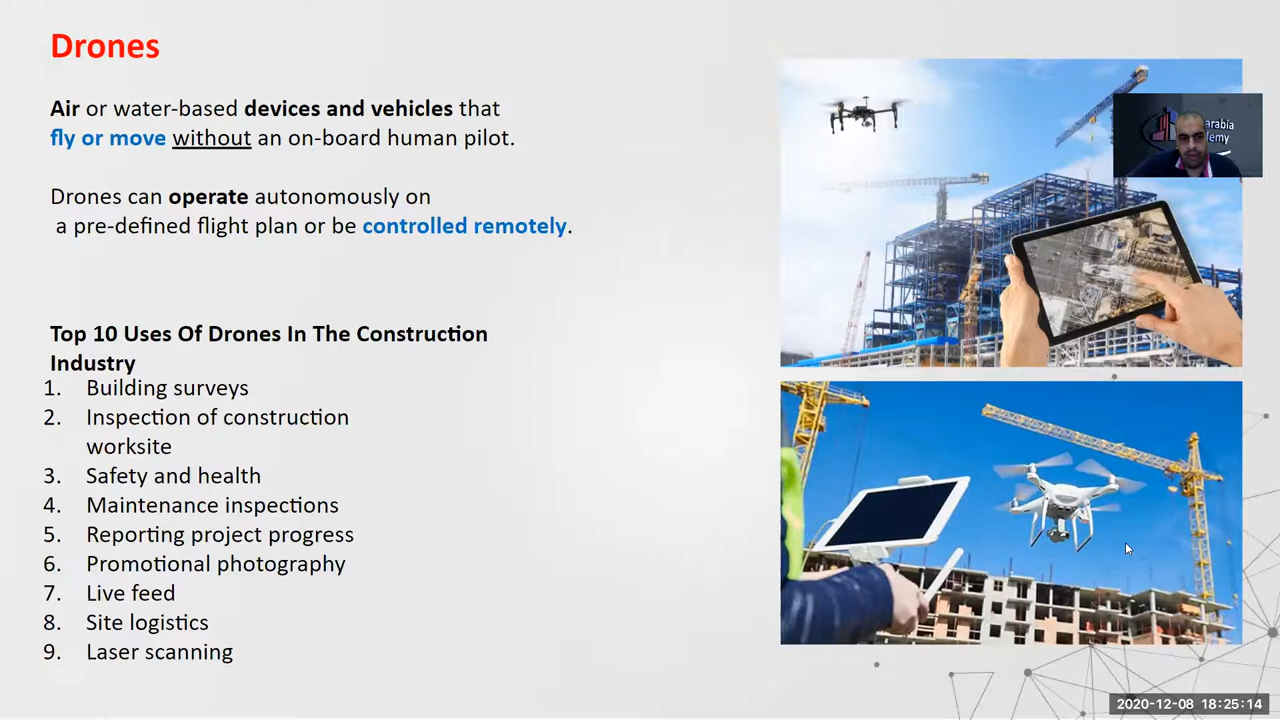 Drones
Air or water-based devices and vehicles that
fly or move without an on-board human pilot.
Drones can operate autonomously on
a pre-defined flight plan or be controlled remotely.
Top 10 Uses Of Drones In The Construction
Industry
1. Building surveys
2. Inspection of construction
worksite
3. Safety and health
4. Maintenance inspections
5. Reporting project progress
6. Promotional photography
7. Live feed
8. Site logistics
9. Laser scanning
arabia
demy
2020-12-08 18:25:14